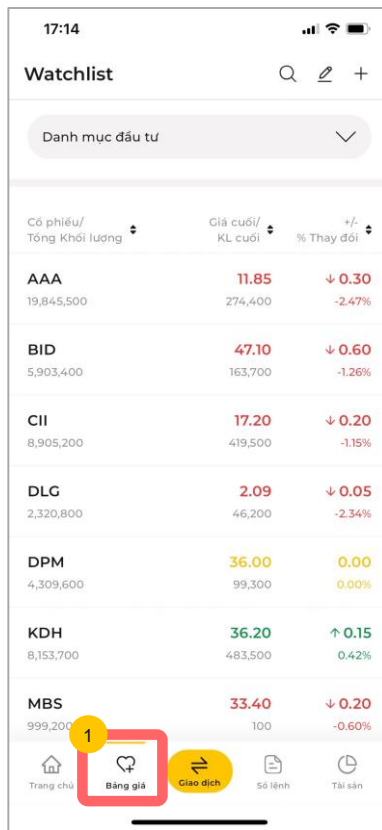 17:14
Watchlist
Danh mục đầu tư
Cổ phiếu/ Giá cuối/ +/-
Tổng Khối lượng KL cuối % Thay đổi
AAA 11.85 ↓ 0.30
19,845,500 274,400 -2.47%
BID 47.10 ↓ 0.60
5,903,400 163,700 -1.26%
CII 17.20 ↓ 0.20
8,905,200 419,500 -1.15%
DLG 2.09 ↓ 0.05
2,320,800 46,200 -2.34%
DPM 36.00 0.00
4,309,600 99,300 0.00%
KDH 36.20 ↑ 0.15
8,153,700 483,500 0.42%
MBS 33.40 ↓ 0.20
999,200 100 -0.60%
1
Trang chủ Bảng giá Giao dịch Sổ lệnh Tài sản